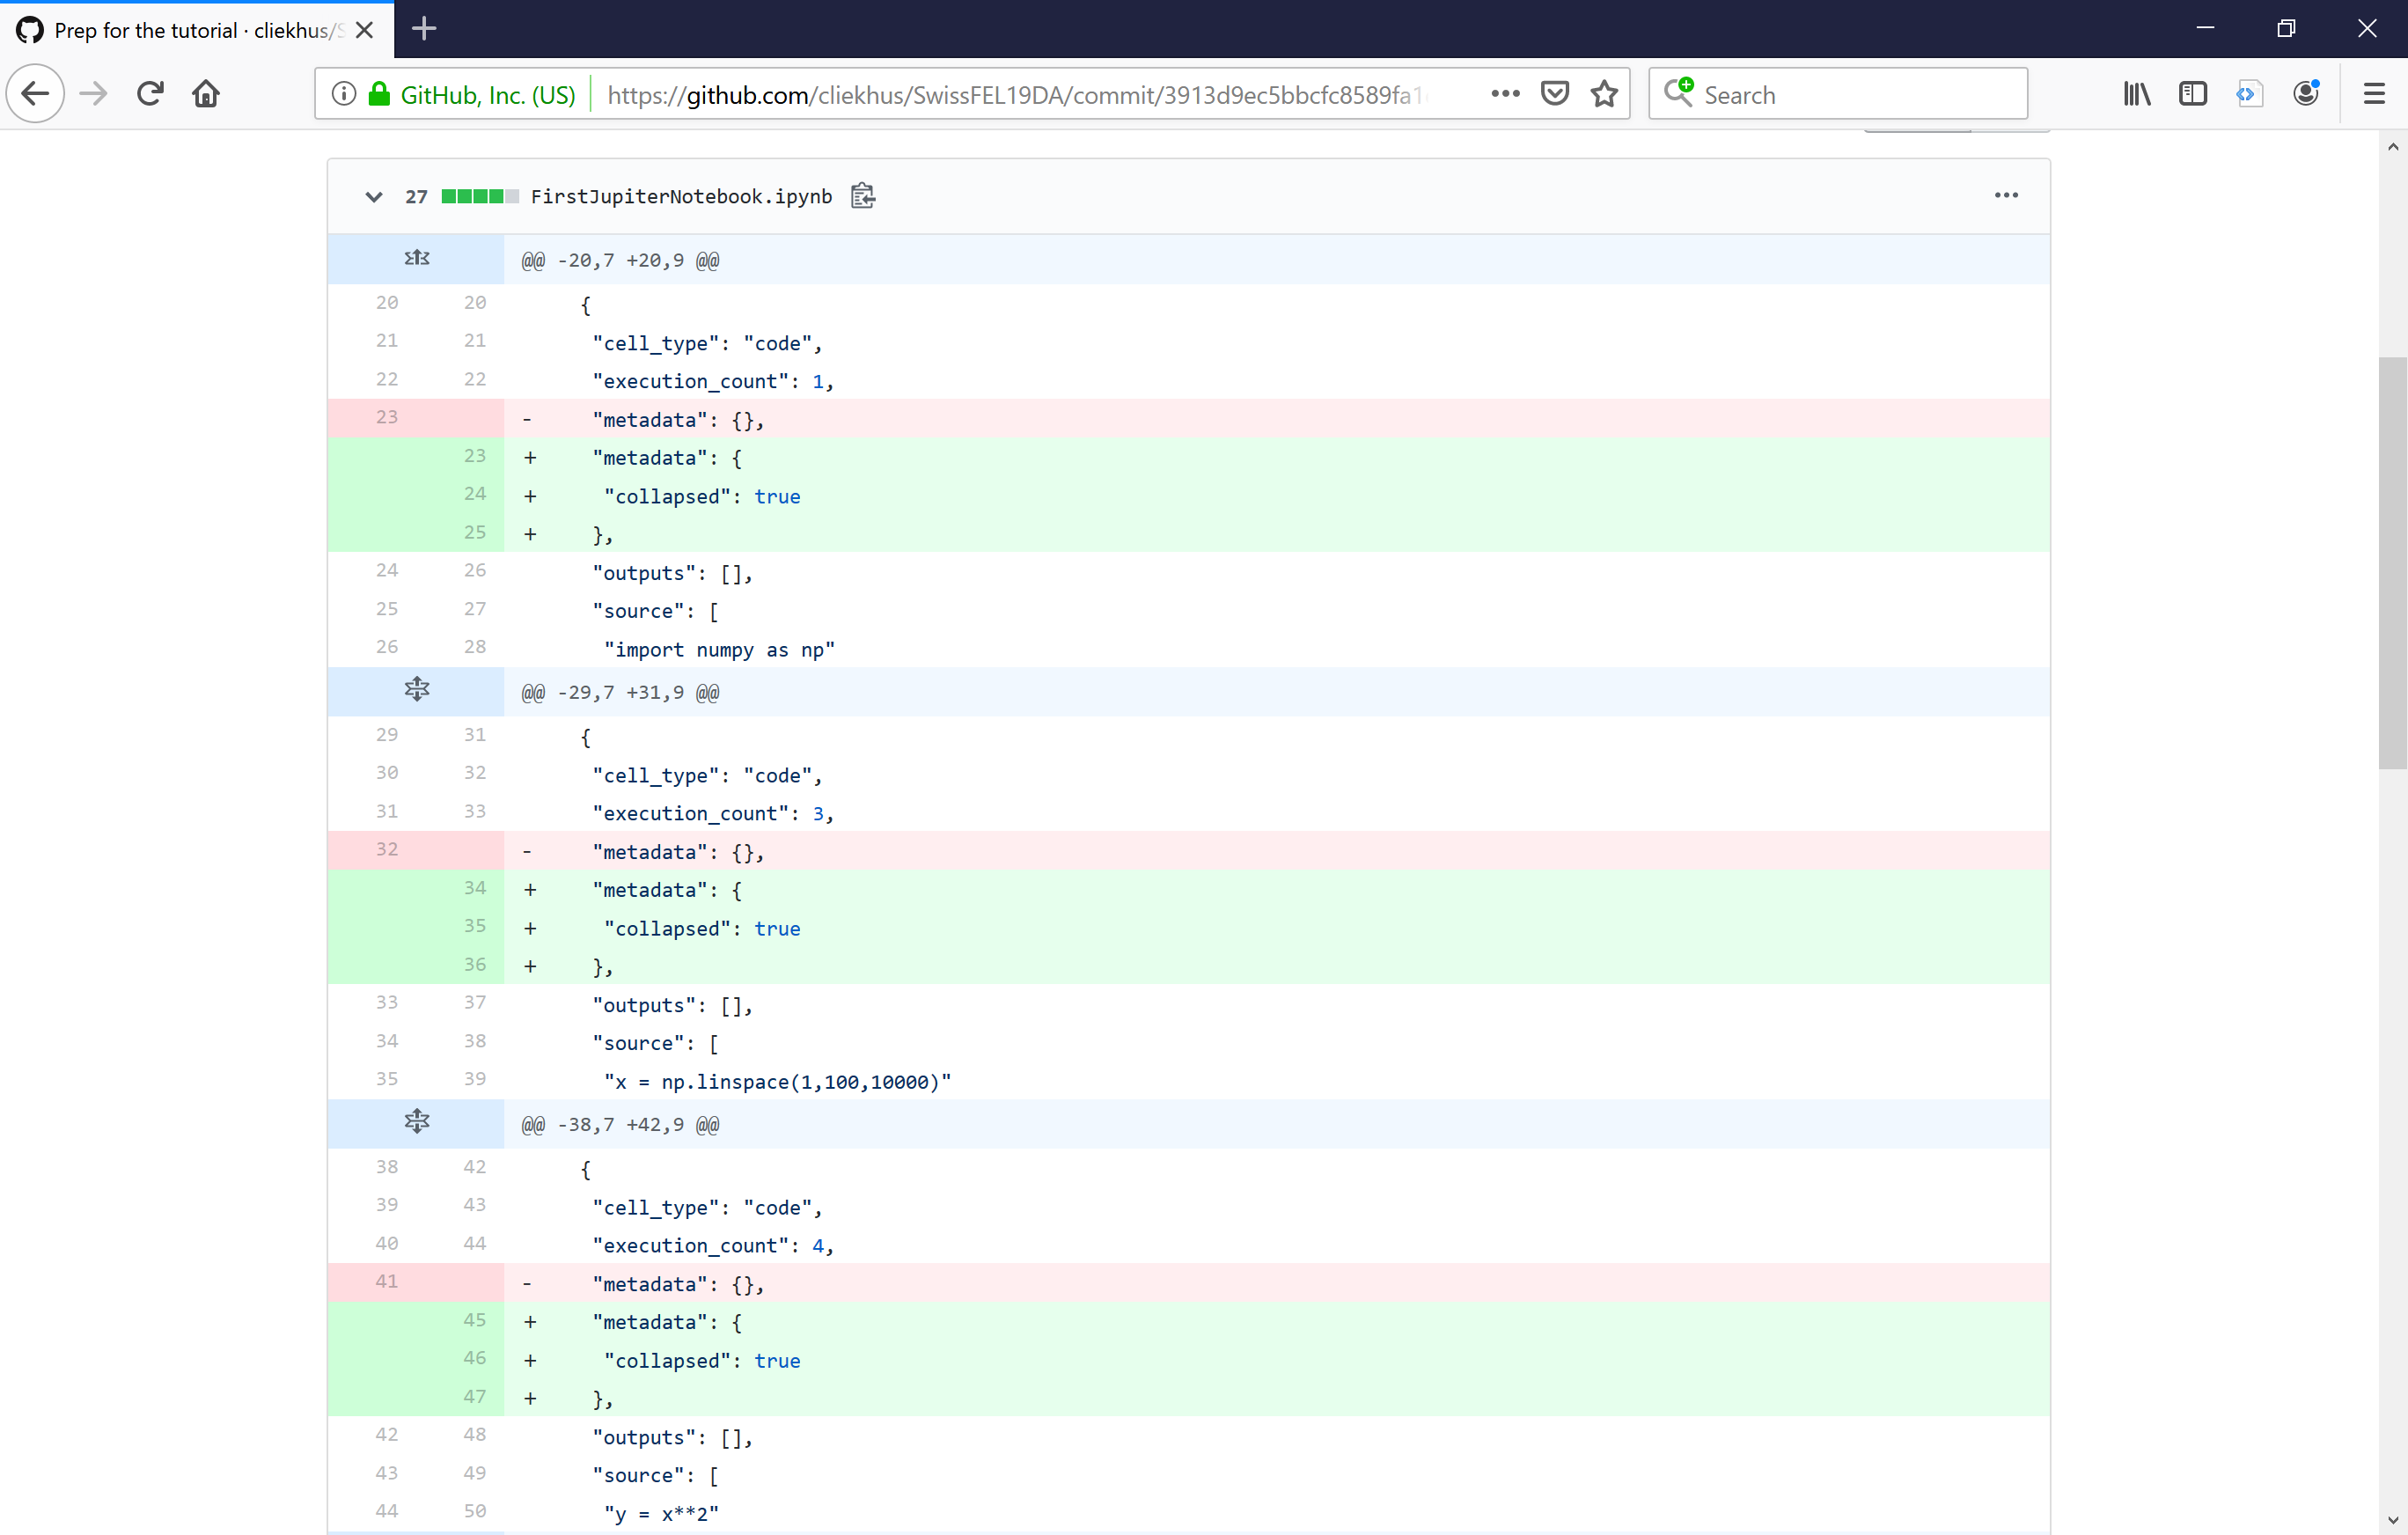 Prep for the tutorial · cliekhus/S
GitHub, Inc. (US) https://github.com/cliekhus/SwissFEL19DA/commit/3913d9ec5bbcfc8589fa1 Search
27 FirstJupiterNotebook.ipynb
@@ -20,7 +20,9 @@
20 20 {
21 21 "cell_type": "code",
22 22 "execution_count": 1,
23 - "metadata": {},
23 + "metadata": {
24 + "collapsed": true
25 + },
24 26 "outputs": [],
25 27 "source": [
26 28 "import numpy as np"
@@ -29,7 +31,9 @@
29 31 {
30 32 "cell_type": "code",
31 33 "execution_count": 3,
32 - "metadata": {},
34 + "metadata": {
35 + "collapsed": true
36 + },
33 37 "outputs": [],
34 38 "source": [
35 39 "x = np.linspace(1,100,10000)"
@@ -38,7 +42,9 @@
38 42 {
39 43 "cell_type": "code",
40 44 "execution_count": 4,
41 - "metadata": {},
45 + "metadata": {
46 + "collapsed": true
47 + },
42 48 "outputs": [],
43 49 "source": [
44 50 "y = x**2"